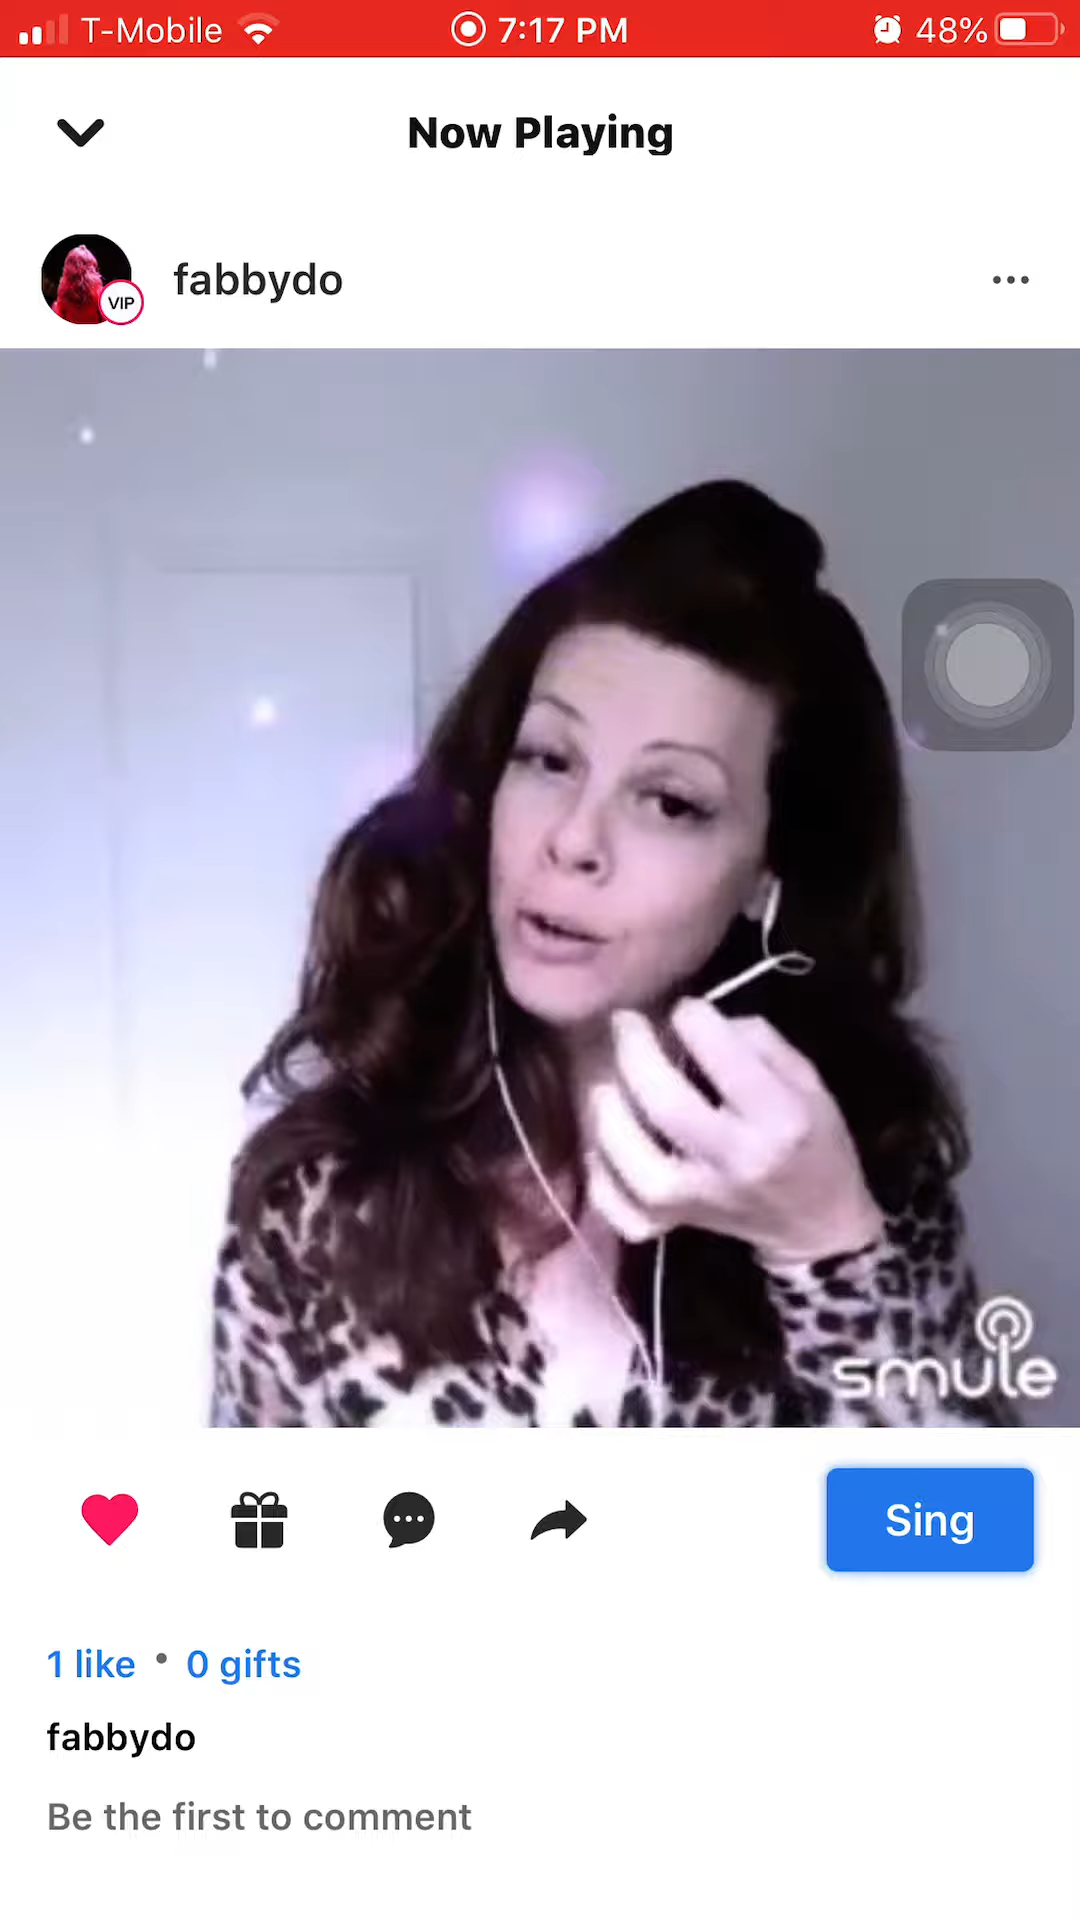 T-Mobile 7:17 PM 48%
Now Playing
VIP
fabbydo
smule
Sing
1 like • 0 gifts
fabbydo
Be the first to comment